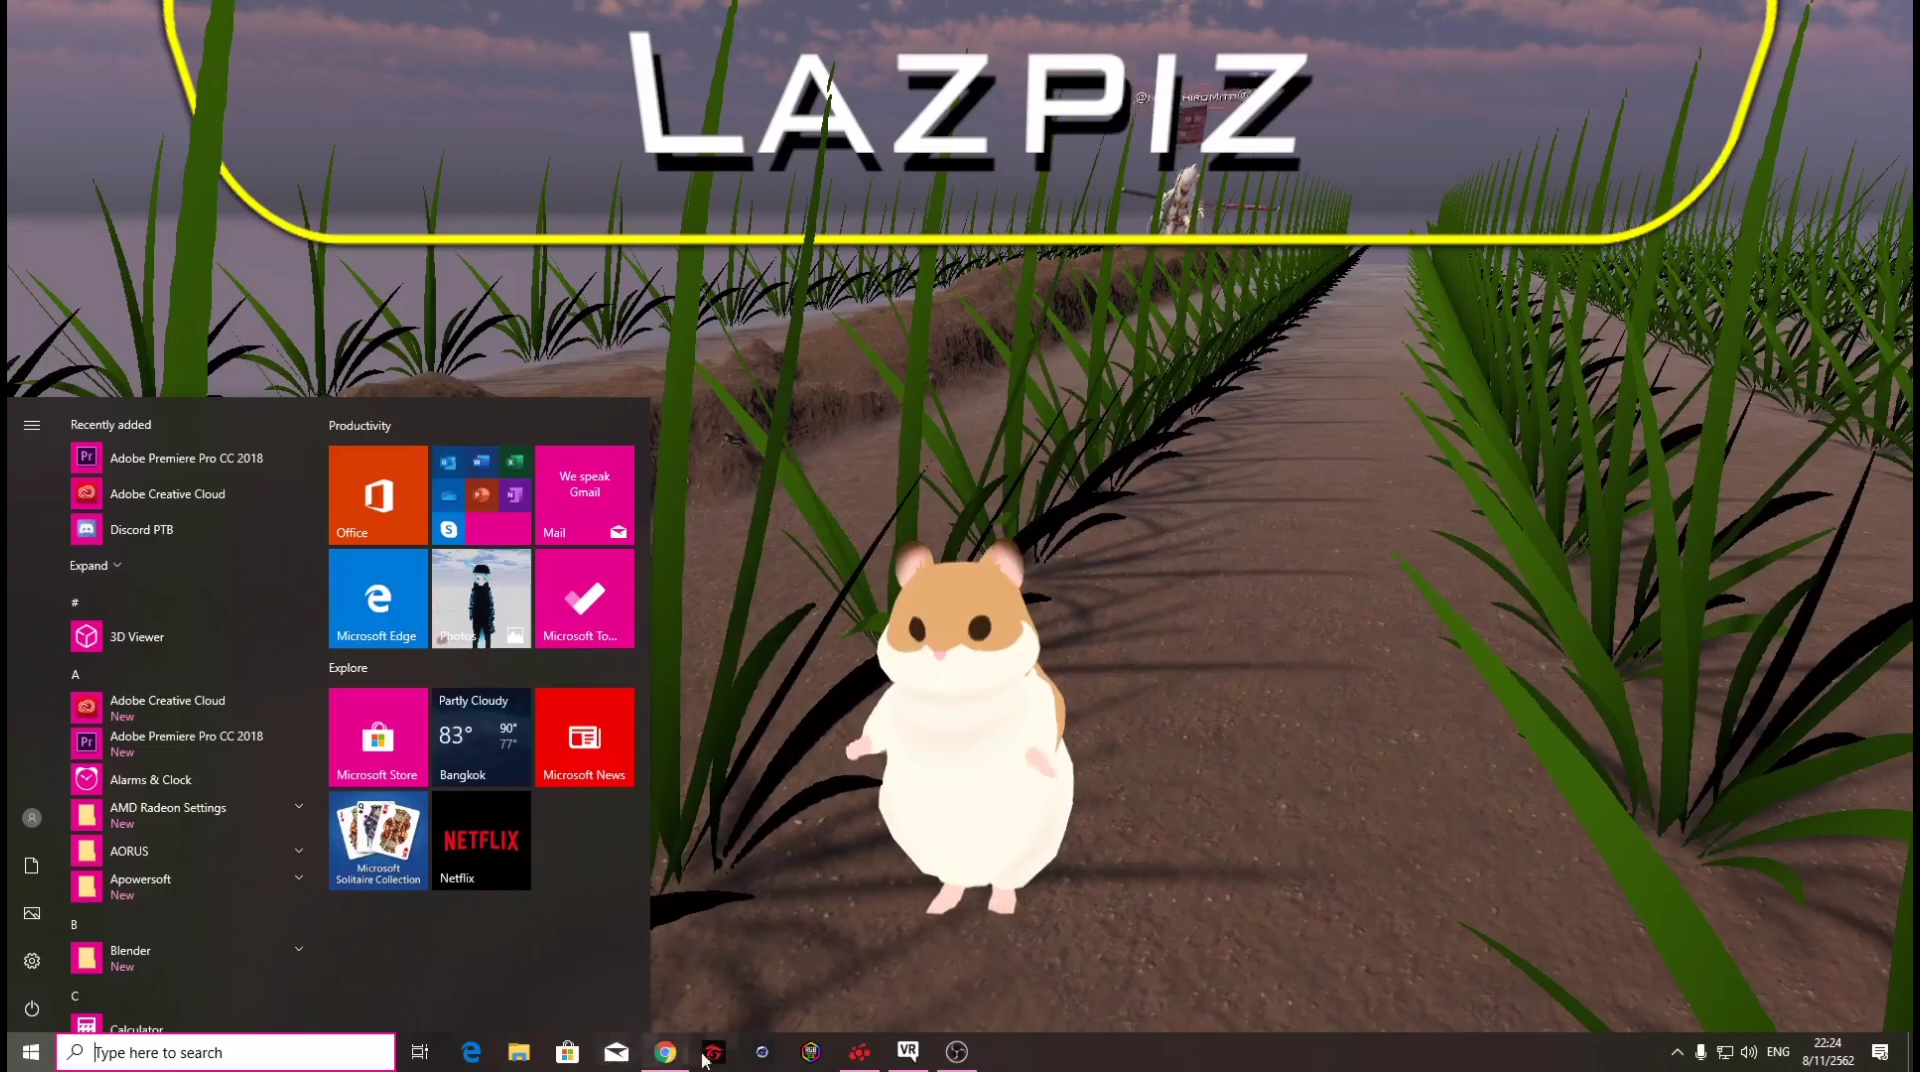 LAZPIZ
Recently added
Adobe Premiere Pro CC 2018
Adobe Creative Cloud
Discord PTB
Expand
#
3D Viewer
A
Adobe Creative Cloud
New
Adobe Premiere Pro CC 2018
New
Alarms & Clock
AMD Radeon Settings
New
AORUS
Apowersoft
New
B
Blender
New
C
Calculator
Productivity
Office
We speak
Gmail
Mail
Microsoft Edge
Photos
Microsoft To...
Explore
Microsoft Store
Partly Cloudy
83° 90°
77°
Bangkok
Microsoft News
Microsoft
Solitaire Collection
NETFLIX
Netflix
Type here to search
VR
ENG
22:24
8/11/2562